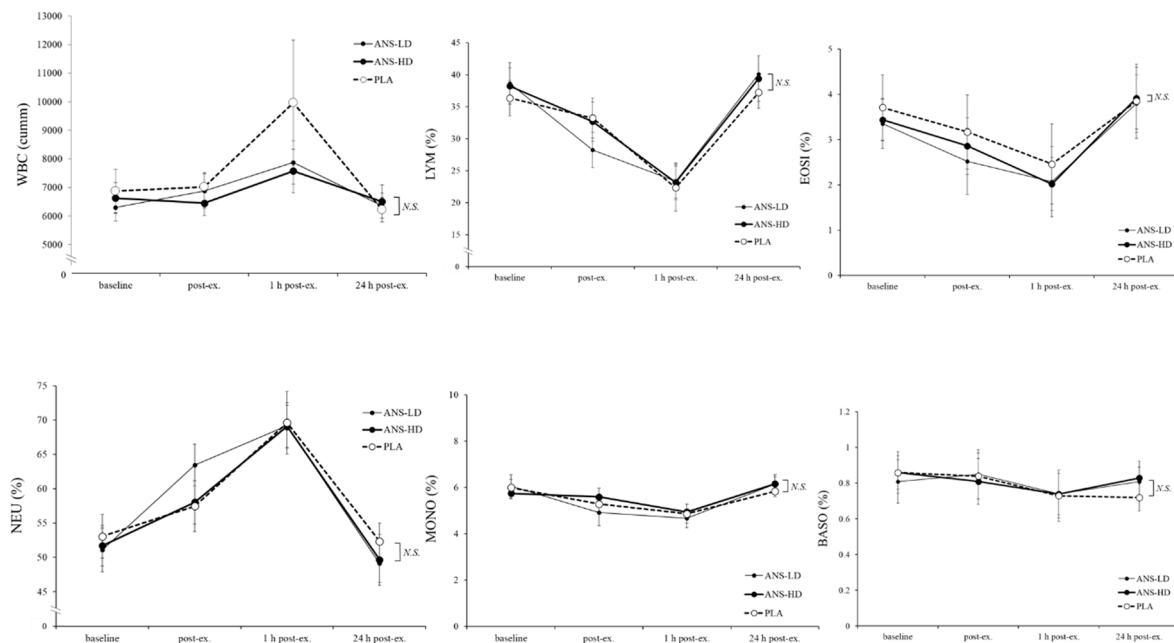 WBC (cumm)
13000
12000
11000
10000
9000
8000
7000
6000
5000
0
ANS-LD
ANS-HD
PLA
N.S.
baseline
post-ex.
1 h post-ex.
24 h post-ex.
LYM (%)
45
40
35
30
25
20
15
10
5
0
ANS-LD
ANS-HD
PLA
N.S.
baseline
post-ex.
1 h post-ex.
24 h post-ex.
EOSI (%)
5
4
3
2
1
0
ANS-LD
ANS-HD
PLA
N.S.
baseline
post-ex.
1 h post-ex.
24 h post-ex.
NEU (%)
75
70
65
60
55
50
45
0
ANS-LD
ANS-HD
PLA
N.S.
baseline
post-ex.
1 h post-ex.
24 h post-ex.
MONO (%)
10
8
6
4
2
0
ANS-LD
ANS-HD
PLA
N.S.
baseline
post-ex.
1 h post-ex.
24 h post-ex.
BASO (%)
1.2
1
0.8
0.6
0.4
0.2
0
ANS-LD
ANS-HD
PLA
N.S.
baseline
post-ex.
1 h post-ex.
24 h post-ex.